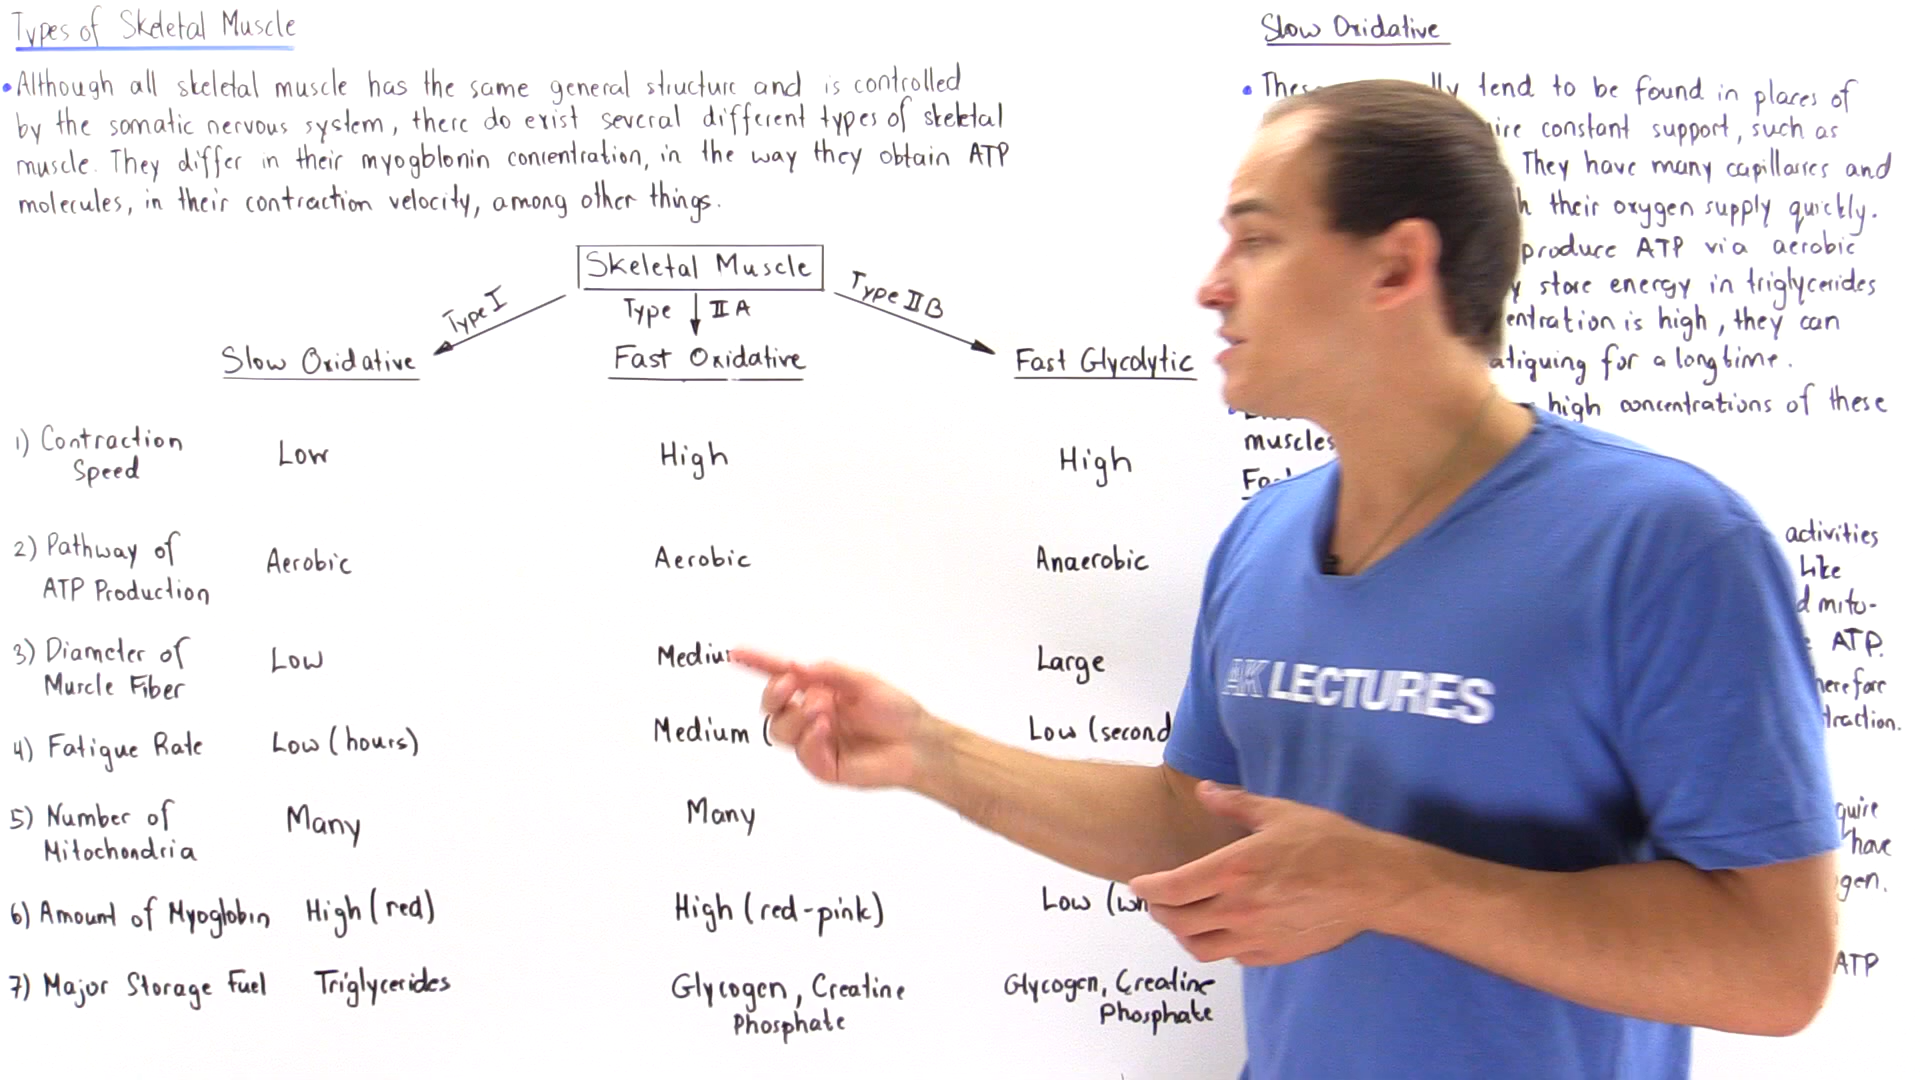 Types of Skeletal Muscle
• Although all skeletal muscle has the same general structure and is controlled
by the somatic nervous system, there do exist several different types of skeletal
muscle. They differ in their myogblonin concentration, in the way they obtain ATP
molecules, in their contraction velocity, among other things.
Skeletal Muscle
Type I
Type II A
Type II B
Slow Oxidative Fast Oxidative Fast Glycolytic
1) Contraction Speed Low High High
2) Pathway of ATP Production Aerobic Aerobic Anaerobic
3) Diameter of Muscle Fiber Low Large
4) Fatigue Rate Low (hours) Medium ( Low (second
5) Number of Mitochondria Many Many
6) Amount of Myoglobin High (red) High (red-pink) Low
7) Major Storage Fuel Triglycerides Glycogen, Creatine Phosphate Glycogen, Creatine Phosphate
Slow Oxidative
• tend to be found in places of
constant support, such as
They have many capillaries and
their oxygen supply quickly.
produce ATP via aerobic
store energy in triglycerides
is high, they can
for a long time.
high concentrations of these
muscles
activities
like
mito-
ATP.
have
ATP
AK LECTURES